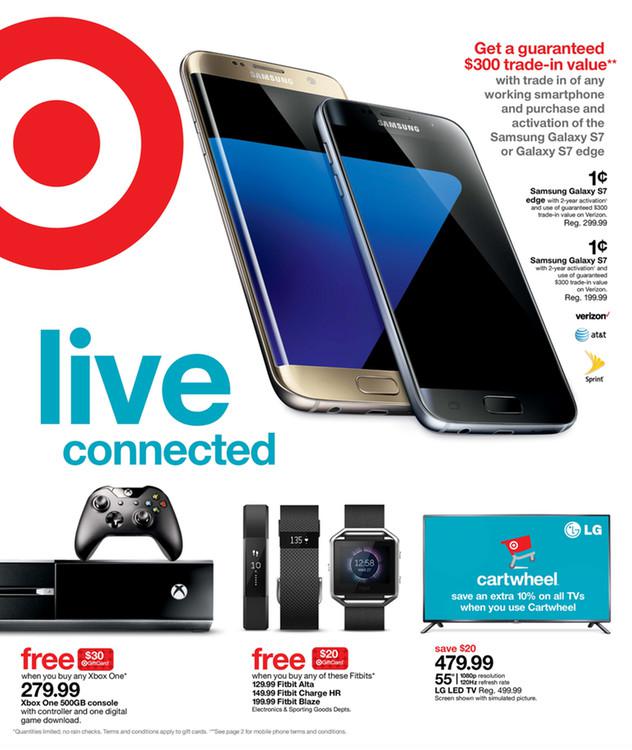 SAMSUNG
SAMSUNG
Get a guaranteed
$300 trade-in value**
with trade in of any
working smartphone
and purchase and
activation of the
Samsung Galaxy S7
or Galaxy S7 edge
1¢
Samsung Galaxy S7
edge with 2-year activation†
and use of guaranteed $300
trade-in value on Verizon.
Reg. 299.99
1¢
Samsung Galaxy S7
with 2-year activation† and
use of guaranteed
$300 trade-in value
on Verizon.
Reg. 199.99
verizon
at&t
Sprint
live
connected
135
10
12:58
LG
cartwheel
save an extra 10% on all TVs
when you use Cartwheel
free $30 GiftCard
when you buy any Xbox One*
279.99
Xbox One 500GB console
with controller and one digital
game download.
free $20 GiftCard
when you buy any of these Fitbits*
129.99 Fitbit Alta
149.99 Fitbit Charge HR
199.99 Fitbit Blaze
Electronics & Sporting Goods Depts.
save $20
479.99
55" 1080p resolution
120Hz refresh rate
LG LED TV Reg. 499.99
Screen shown with simulated picture.
*Quantities limited; no rain checks. Terms and conditions apply to gift cards. **See page 2 for mobile phone terms and conditions.